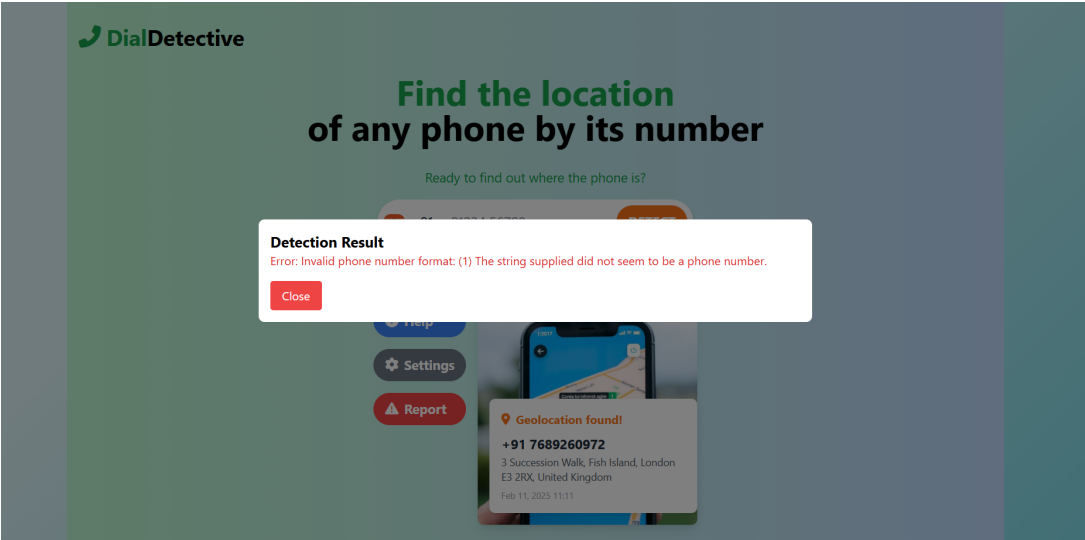 DialDetective
Find the location
of any phone by its number
Ready to find out where the phone is?
Detection Result
Error: Invalid phone number format: (1) The string supplied did not seem to be a phone number.
Close
Help
Settings
Report
Geolocation found!
+91 7689260972
3 Succession Walk, Fish Island, London
E3 2RX, United Kingdom
Feb 11, 2025 11:11